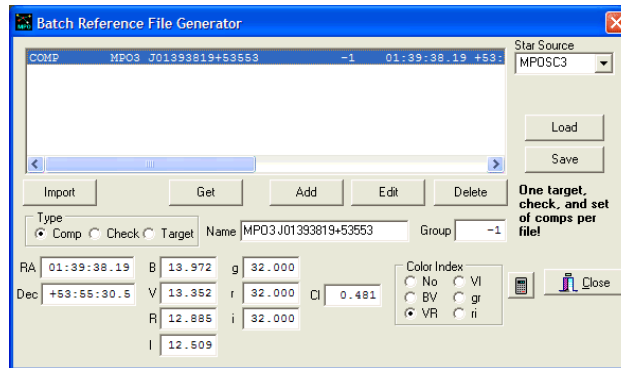 Batch Reference File Generator
Star Source
MPOSC3
COMP MPO3 J01393819+53553 -1 01:39:38.19 +53:
Load
Save
Import Get Add Edit Delete
One target,
check, and set
of comps per
file!
Type
Comp Check Target Name MPO3 J01393819+53553 Group -1
RA 01:39:38.19 B 13.972 g 32.000
Dec +53:55:30.5 V 13.352 r 32.000 CI 0.481
R 12.885 i 32.000
I 12.509
Color Index
No VI
BV gr
VR ri
Close